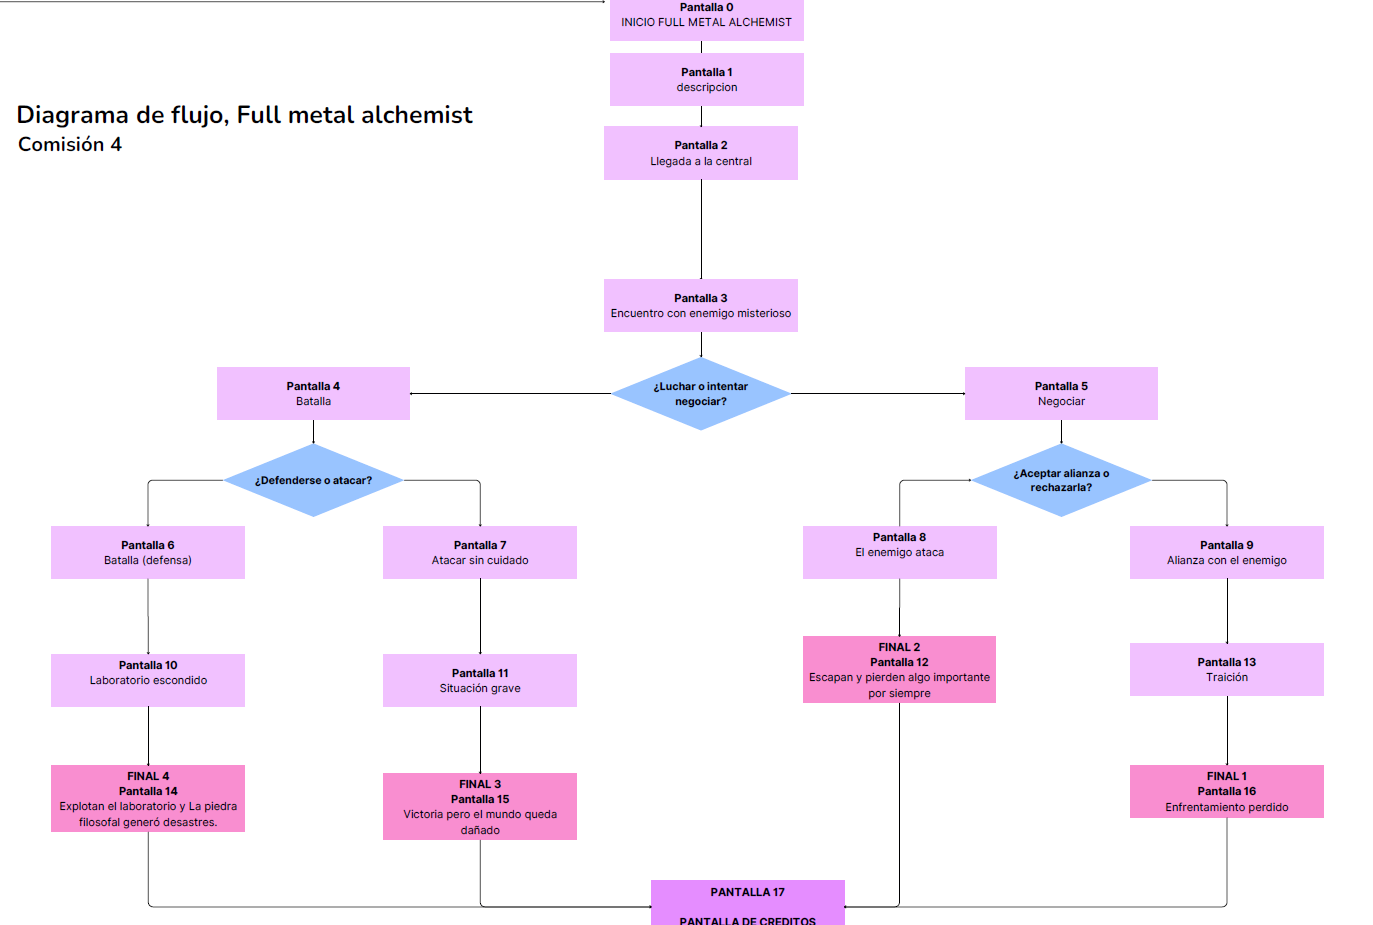 Pantalla 0
INICIO FULL METAL ALCHEMIST
Pantalla 1
descripcion
Diagrama de flujo, Full metal alchemist
Comisión 4
Pantalla 2
Llegada a la central
Pantalla 3
Encuentro con enemigo misterioso
¿Luchar o intentar
negociar?
Pantalla 4
Batalla
Pantalla 5
Negociar
¿Defenderse o atacar?
¿Aceptar alianza o
rechazarla?
Pantalla 6
Batalla (defensa)
Pantalla 7
Atacar sin cuidado
Pantalla 8
El enemigo ataca
Pantalla 9
Alianza con el enemigo
Pantalla 10
Laboratorio escondido
Pantalla 11
Situación grave
FINAL 2
Pantalla 12
Escapan y pierden algo importante
por siempre
Pantalla 13
Traición
FINAL 4
Pantalla 14
Explotan el laboratorio y La piedra
filosofal generó desastres.
FINAL 3
Pantalla 15
Victoria pero el mundo queda
dañado
FINAL 1
Pantalla 16
Enfrentamiento perdido
PANTALLA 17
PANTALLA DE CREDITOS